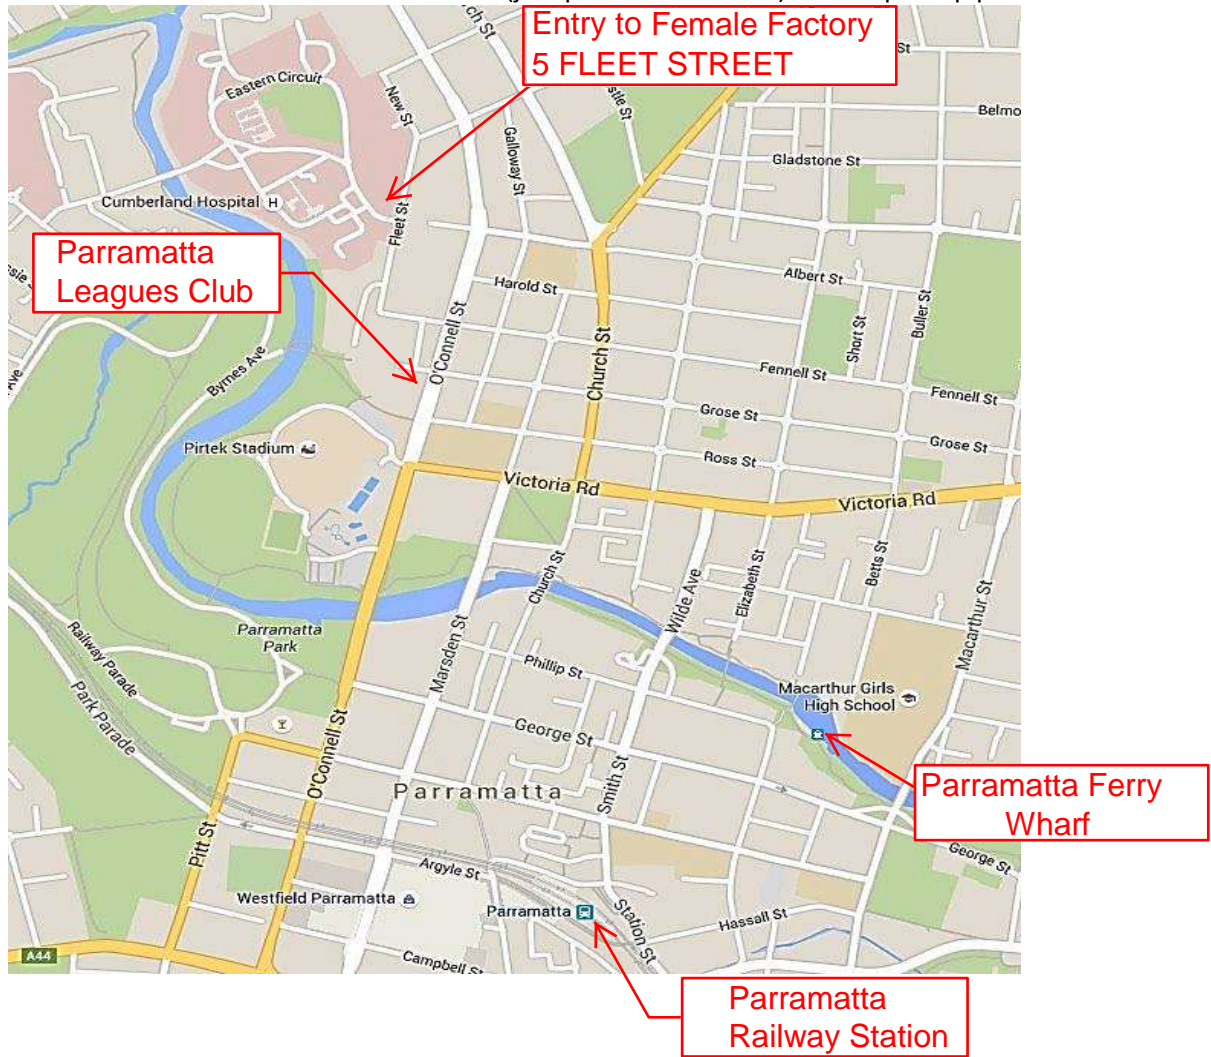 Entry to Female Factory
5 FLEET STREET
Eastern Circuit
New St
Galloway St
Belmo
Gladstone St
Cumberland Hospital H
Fleet St
Parramatta
Leagues Club
Harold St
Albert St
O'Connell St
Church St
Short St
Buller St
Byrnes Ave
Ave
Fennell St
Fennell St
Grose St
Grose St
Pirtek Stadium
Ross St
Victoria Rd
Victoria Rd
Church St
Wilde Ave
Elizabeth St
Betts St
Macarthur St
Parramatta
Park
Railway Parade
Park Parade
Marsden St
Phillip St
Macarthur Girls
High School
George St
O'Connell St
Smith St
Parramatta
Parramatta Ferry
Wharf
Pitt St
Argyle St
George St
Westfield Parramatta
Parramatta
Station St
Hassall St
A44
Campbell St
Parramatta
Railway Station